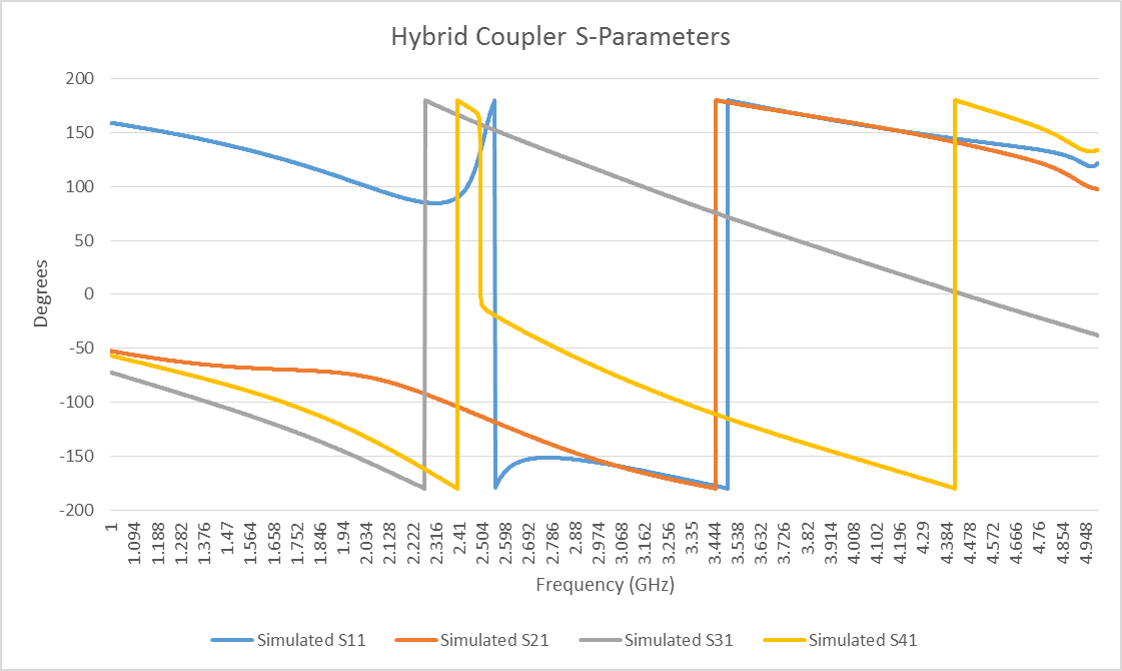 Hybrid Coupler S-Parameters
200
150
100
50
0
-50
-100
-150
-200
Degrees
1 1.094 1.188 1.282 1.376 1.47 1.564 1.658 1.752 1.846 1.94 2.034 2.128 2.222 2.316 2.41 2.504 2.598 2.692 2.786 2.88 2.974 3.068 3.162 3.256 3.35 3.444 3.538 3.632 3.726 3.82 3.914 4.008 4.102 4.196 4.29 4.384 4.478 4.572 4.666 4.76 4.854 4.948
Frequency (GHz)
Simulated S11 Simulated S21 Simulated S31 Simulated S41